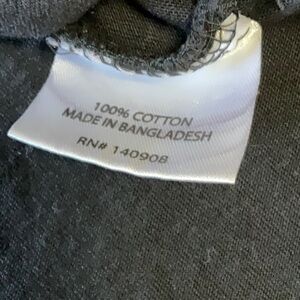 100% COTTON
MADE IN BANGLADESH
RN# 140908